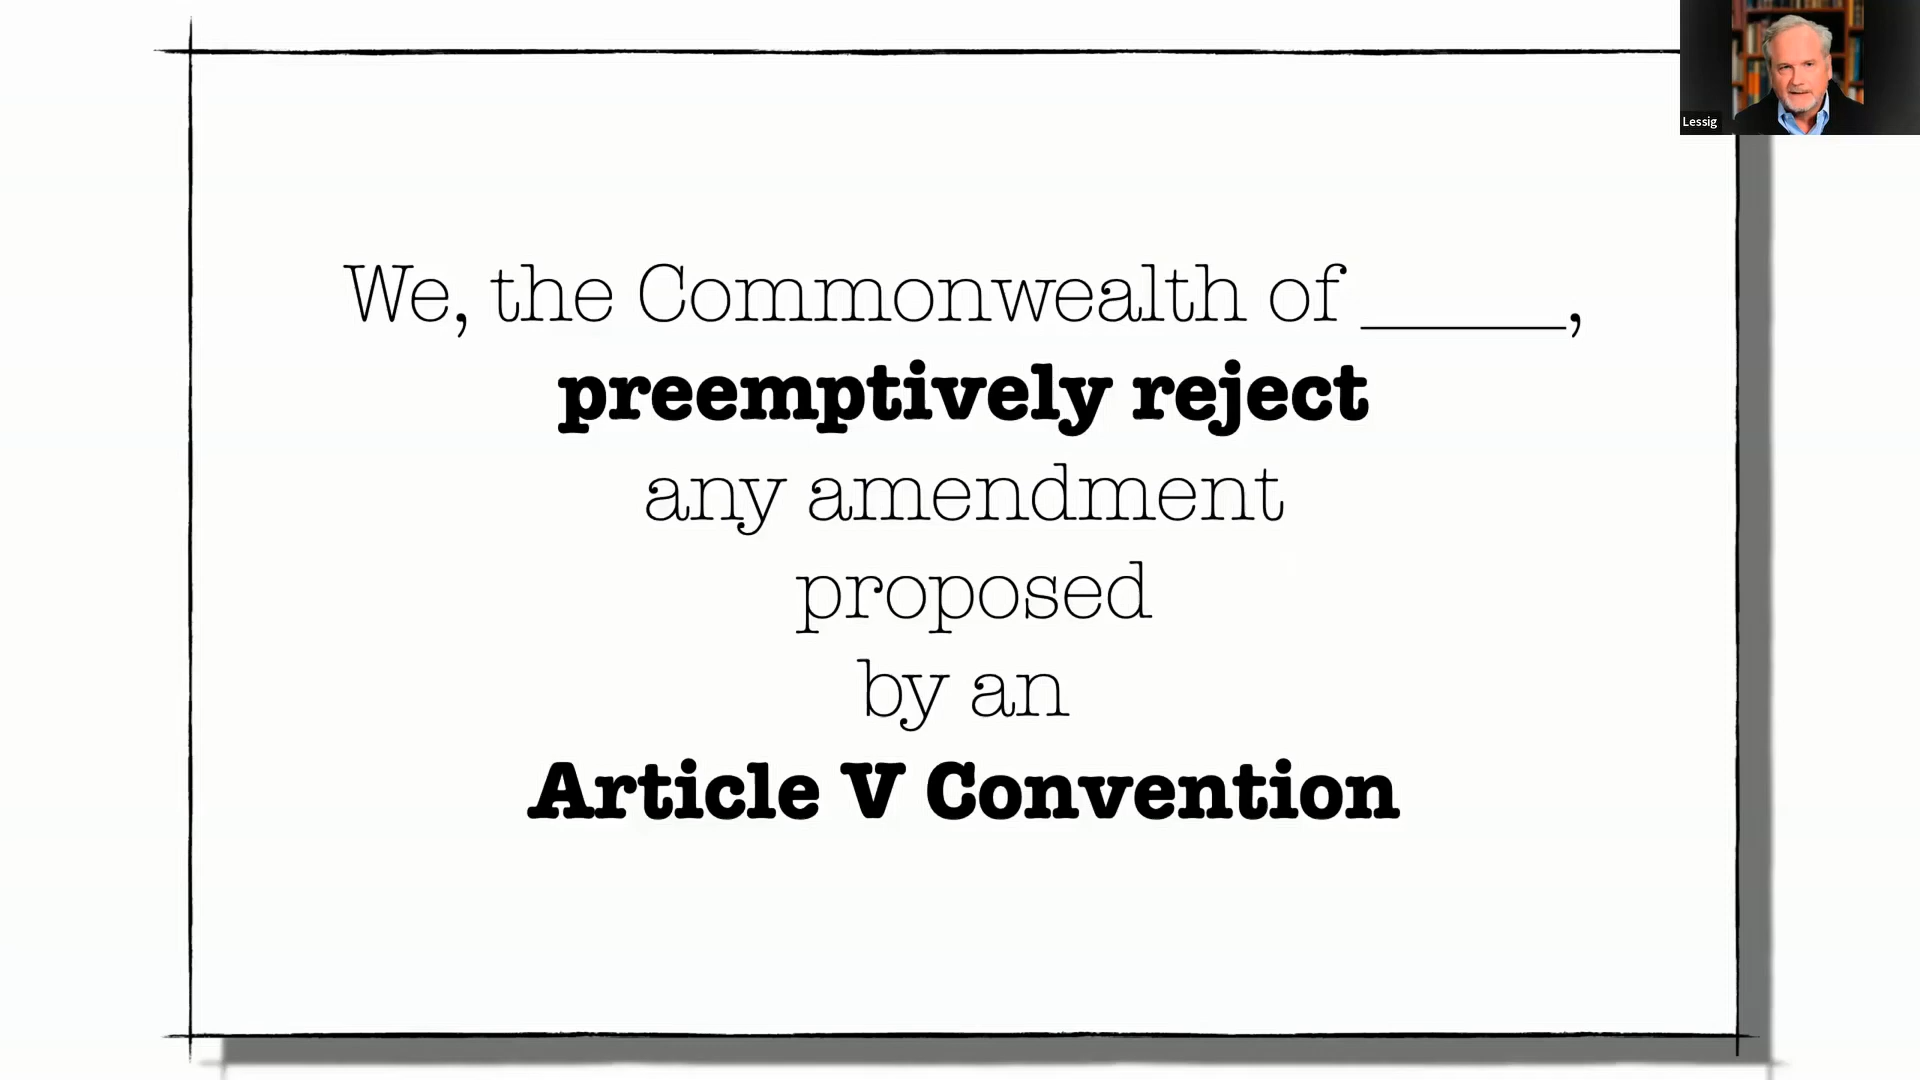 Lessig
We, the Commonwealth of _____,
preemptively reject
any amendment
proposed
by an
Article V Convention